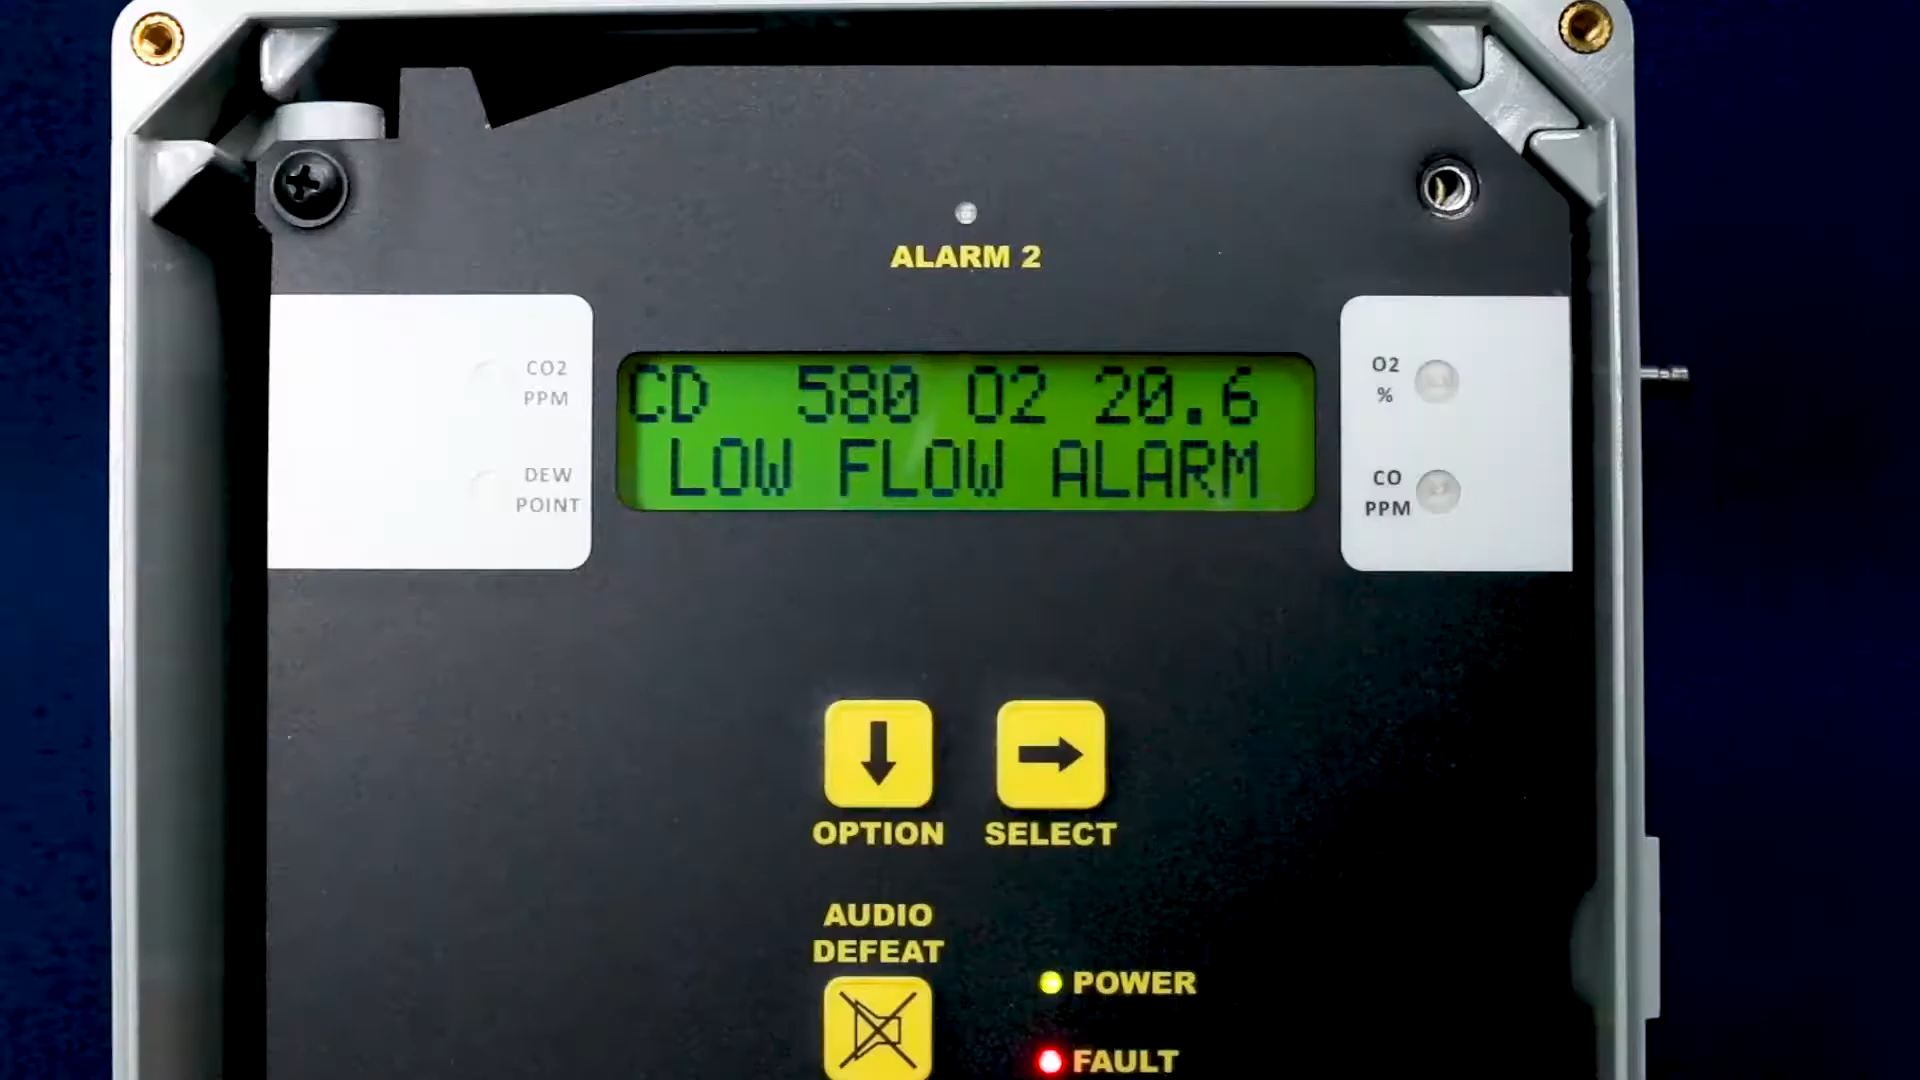 ALARM 2
CO2
PPM
DEW
POINT
CD 580 O2 20.6
LOW FLOW ALARM
O2
%
CO
PPM
OPTION
SELECT
AUDIO
DEFEAT
POWER
FAULT